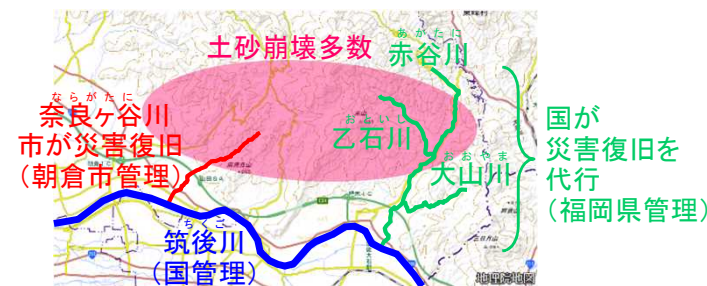 土砂崩壊多数
あかたに
赤谷川
ならがたに
奈良ヶ谷川
市が災害復旧
（朝倉市管理）
おといし
乙石川
おおやま
大山川
国が
災害復旧を
代行
（福岡県管理）
ちくご
筑後川
（国管理）
地理院地図